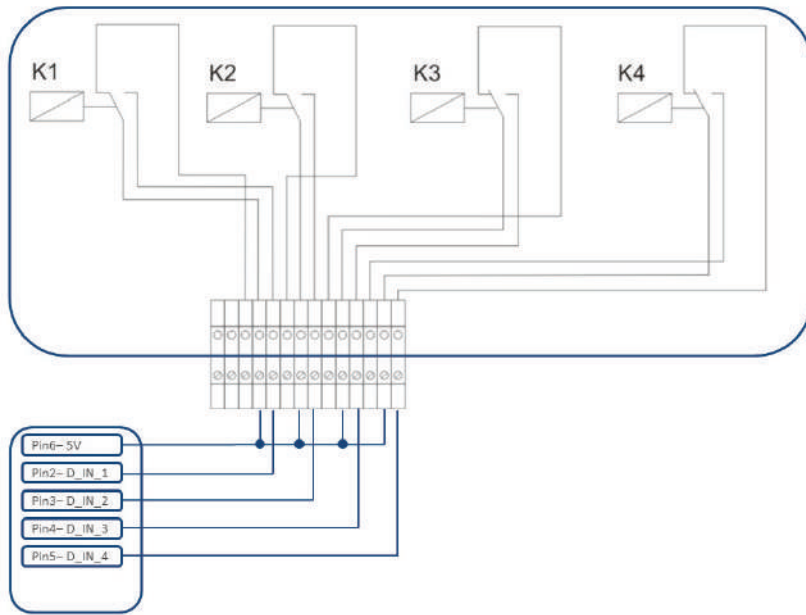 K1
K2
K3
K4
Pin6– 5V
Pin2– D_IN_1
Pin3– D_IN_2
Pin4– D_IN_3
Pin5– D_IN_4